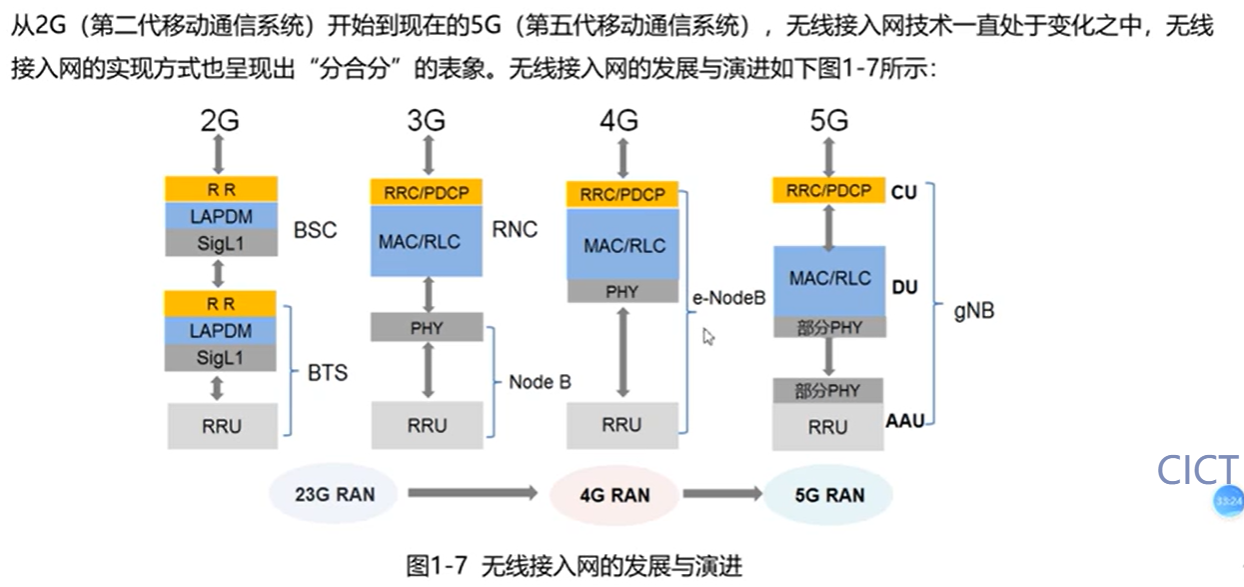 从2G（第二代移动通信系统）开始到现在的5G（第五代移动通信系统），无线接入网技术一直处于变化之中，无线
接入网的实现方式也呈现出“分合分”的表象。无线接入网的发展与演进如下图1-7所示：
2G
R R
LAPDM
SigL1
BSC
R R
LAPDM
SigL1
BTS
RRU
3G
RRC/PDCP
MAC/RLC
RNC
PHY
Node B
RRU
4G
RRC/PDCP
MAC/RLC
PHY
e-NodeB
RRU
5G
RRC/PDCP
CU
MAC/RLC
DU
部分PHY
gNB
部分PHY
RRU
AAU
23G RAN
4G RAN
5G RAN
CICT
33:24
图1-7 无线接入网的发展与演进